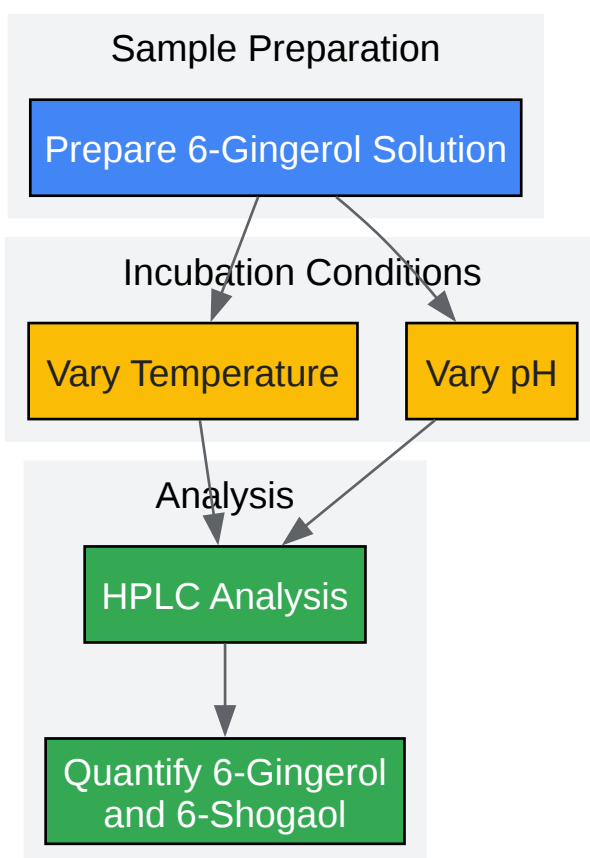 Sample Preparation
Prepare 6-Gingerol Solution
Incubation Conditions
Vary Temperature
Vary pH
Analysis
HPLC Analysis
Quantify 6-Gingerol
and 6-Shogaol